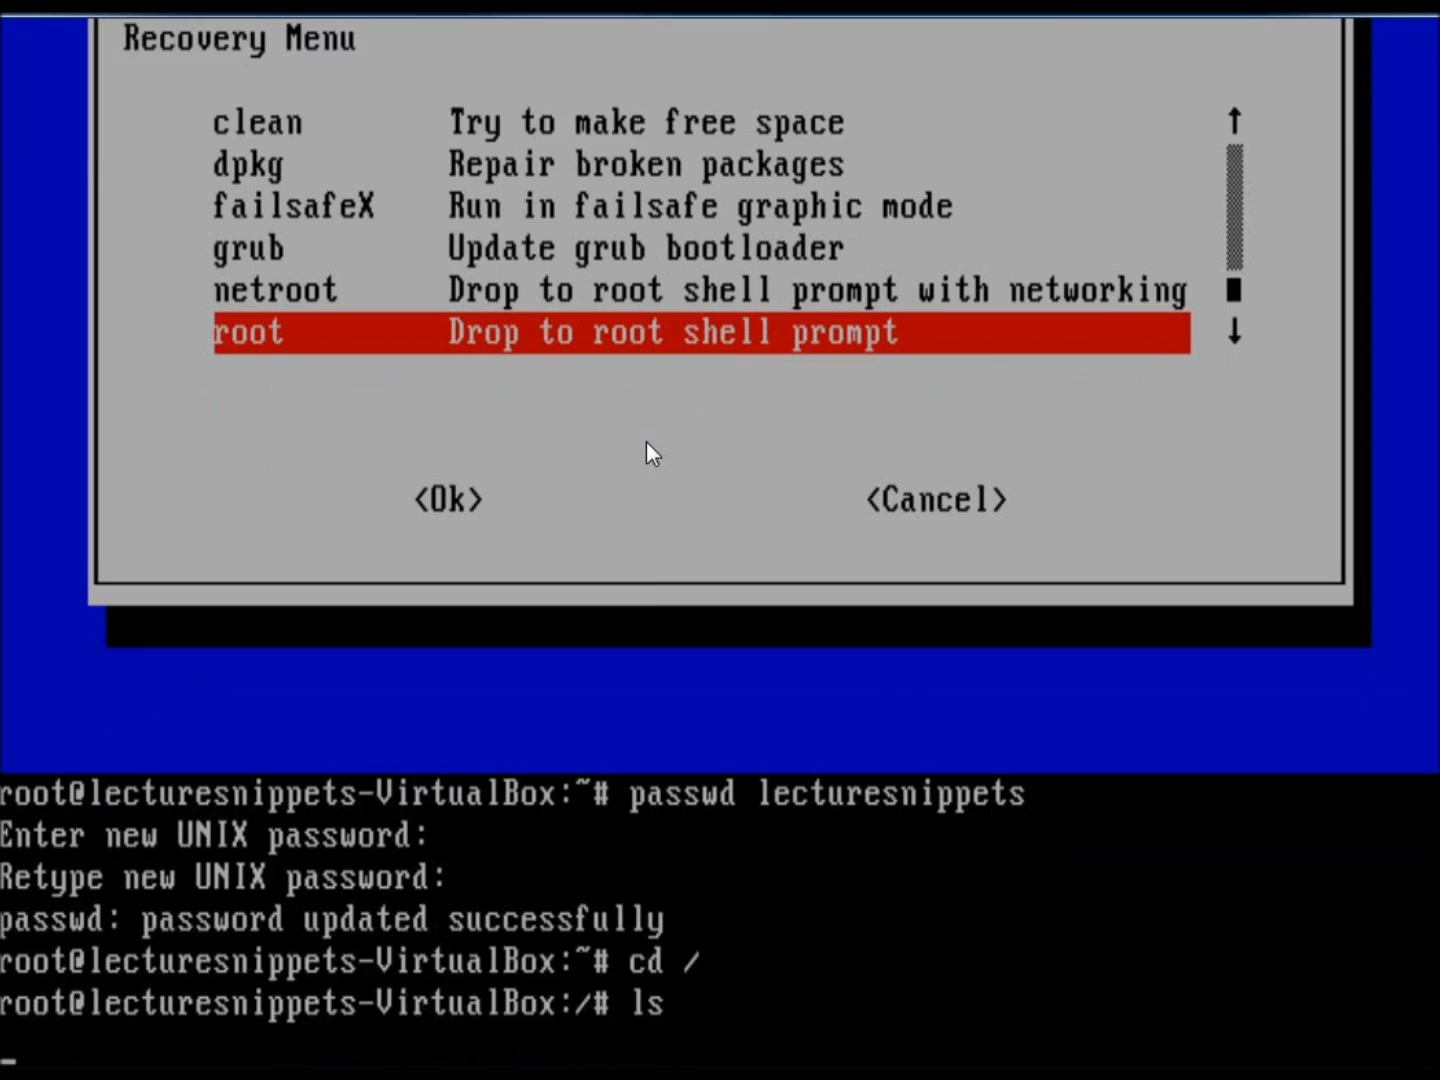 Recovery Menu
clean Try to make free space
dpkg Repair broken packages
failsafeX Run in failsafe graphic mode
grub Update grub bootloader
netroot Drop to root shell prompt with networking
root Drop to root shell prompt
<Ok> <Cancel>
root@lecturesnippets-VirtualBox:~# passwd lecturesnippets
Enter new UNIX password:
Retype new UNIX password:
passwd: password updated successfully
root@lecturesnippets-VirtualBox:~# cd /
root@lecturesnippets-VirtualBox:/# ls